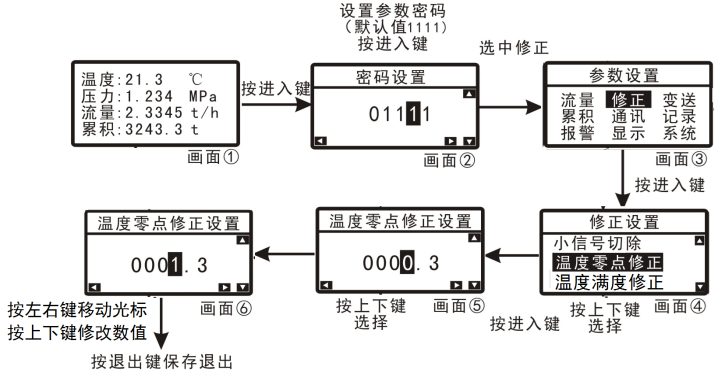 设置参数密码
（默认值1111）
按进入键
选中修正
温度:21.3 ℃
压力:1.234 MPa
流量:2.3345 t/h
累积:3243.3 t
画面①
按进入键
密码设置
01111
画面②
参数设置
流量 修正 变送
累积 通讯 记录
报警 显示 系统
画面③
按进入键
修正设置
小信号切除
温度零点修正
温度满度修正
画面④
按上下键
选择
按进入键
温度零点修正设置
0000.3
画面⑤
按上下键
选择
温度零点修正设置
0001.3
画面⑥
按左右键移动光标
按上下键修改数值
按退出键保存退出